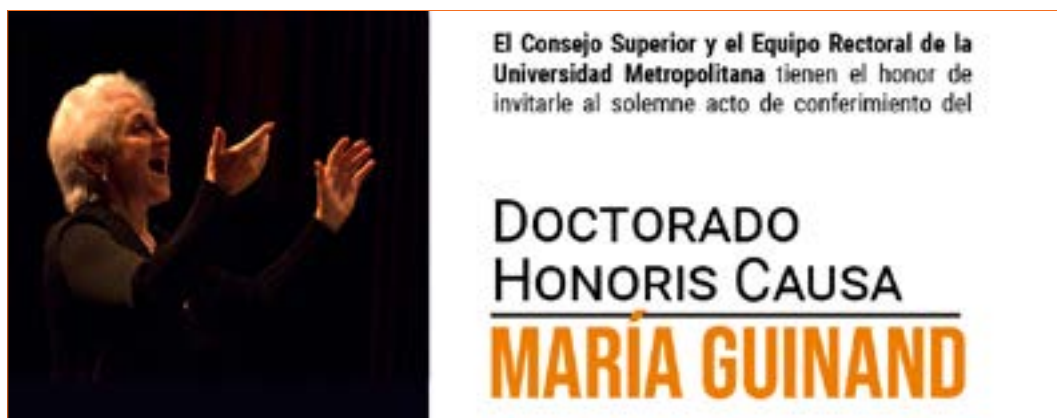 El Consejo Superior y el Equipo Rectoral de la
Universidad Metropolitana tienen el honor de
invitarle al solemne acto de conferimiento del
DOCTORADO
HONORIS CAUSA
MARÍA GUINAND